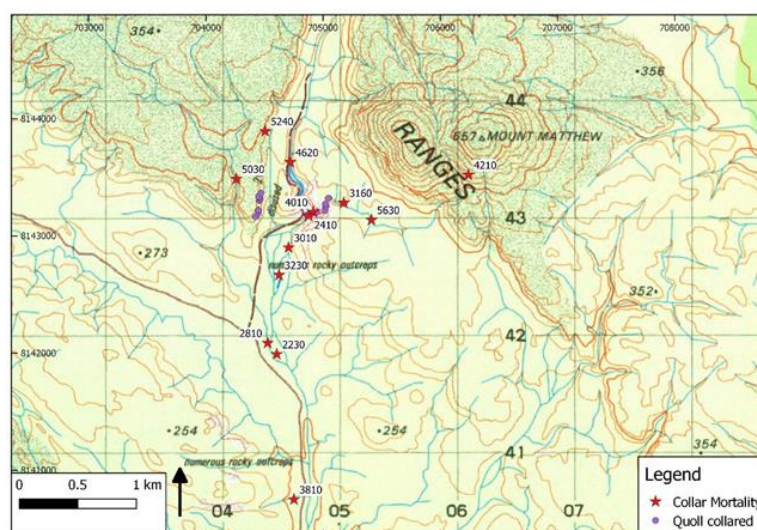 703000 704000 705000 706000 707000 708000
354
356
44
8144000
5240
657 MOUNT MATTHEW
4620
RANGES
5030
4210
3160
4010
43
2410
5630
8143000
3010
273
numerous rocky outcrops
3230
352
2810
42
8142000
2230
254
254
41
354
numerous rocky outcrops
8141000
Legend
0 0.5 1 km
3810
Collar Mortality
04 05 06 07
Quoll collared